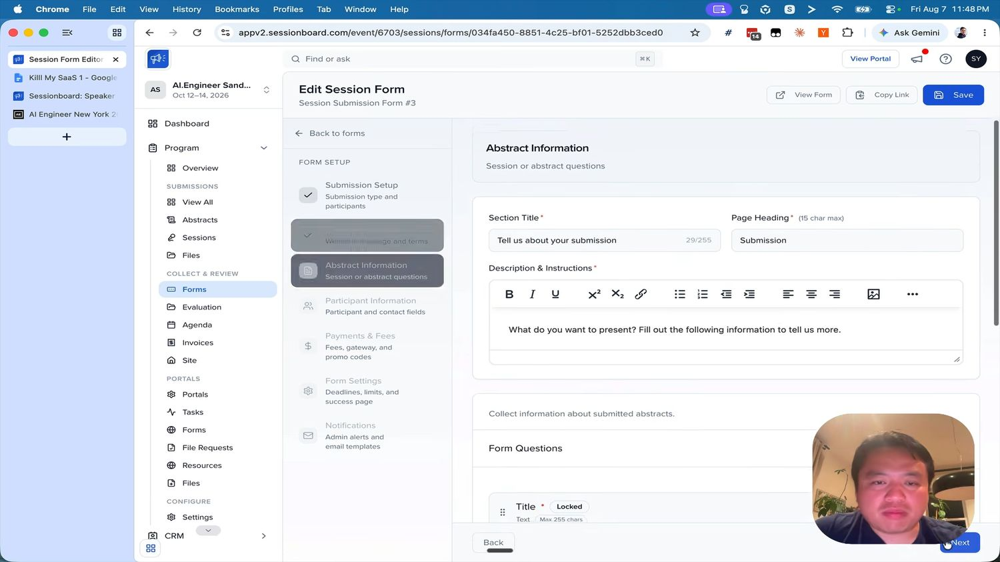 Chrome File Edit View History Bookmarks Profiles Tab Window Help
Fri Aug 7 11:48 PM
Session Form Editor
Killl My SaaS 1 - Google
Sessionboard: Speaker
AI Engineer New York 2
appv2.sessionboard.com/event/6703/sessions/forms/034fa450-8851-4c25-bf01-5252dbb3ced0
14
Ask Gemini
Find or ask
⌘K
View Portal
SY
AS
AI.Engineer Sand...
Oct 12–14, 2026
Dashboard
Program
Overview
SUBMISSIONS
View All
Abstracts
Sessions
Files
COLLECT & REVIEW
Forms
Evaluation
Agenda
Invoices
Site
PORTALS
Portals
Tasks
Forms
File Requests
Resources
Files
CONFIGURE
Settings
CRM
Edit Session Form
Session Submission Form #3
View Form
Copy Link
Save
Back to forms
FORM SETUP
Submission Setup
Submission type and
participants
and terms
Abstract Information
Session or abstract questions
Participant Information
Participant and contact fields
Payments & Fees
Fees, gateway, and
promo codes
Form Settings
Deadlines, limits, and
success page
Notifications
Admin alerts and
email templates
Abstract Information
Session or abstract questions
Section Title*
Page Heading* (15 char max)
Tell us about your submission
29/255
Submission
Description & Instructions*
B I U X² X₂
What do you want to present? Fill out the following information to tell us more.
Collect information about submitted abstracts.
Form Questions
Title *
Locked
Text
Max 255 chars
Back
Next